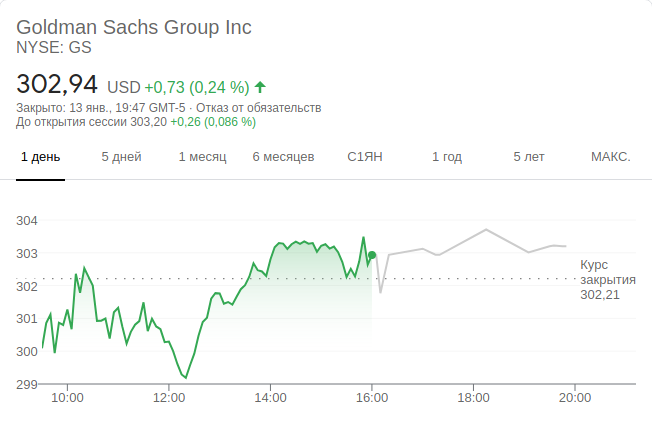 Goldman Sachs Group Inc
NYSE: GS
302,94 USD +0,73 (0,24 %)
Закрыто: 13 янв., 19:47 GMT-5 · Отказ от обязательств
До открытия сессии 303,20 +0,26 (0,086 %)
1 день 5 дней 1 месяц 6 месяцев С1ЯН 1 год 5 лет МАКС.
304
303
302
301
300
299
Курс
закрытия
302,21
10:00 12:00 14:00 16:00 18:00 20:00